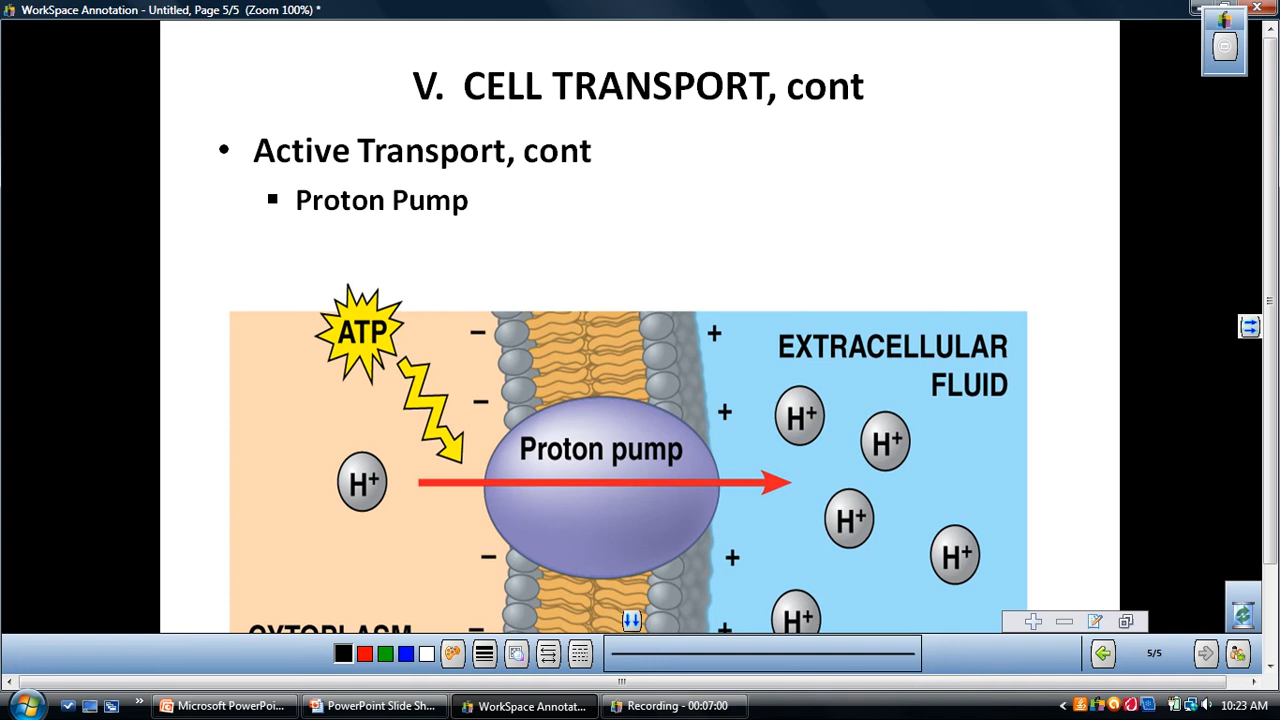 WorkSpace Annotation - Untitled, Page 5/5 (Zoom 100%) *
V. CELL TRANSPORT, cont
• Active Transport, cont
▪ Proton Pump
ATP
− +
EXTRACELLULAR
FLUID
− +
H+
H+
Proton pump
H+
H+
H+
− +
H+
− +
CYTOPLASM
5/5
» Microsoft PowerPoi... PowerPoint Slide Sh... WorkSpace Annotat... Recording - 00:07:00 < 10:23 AM